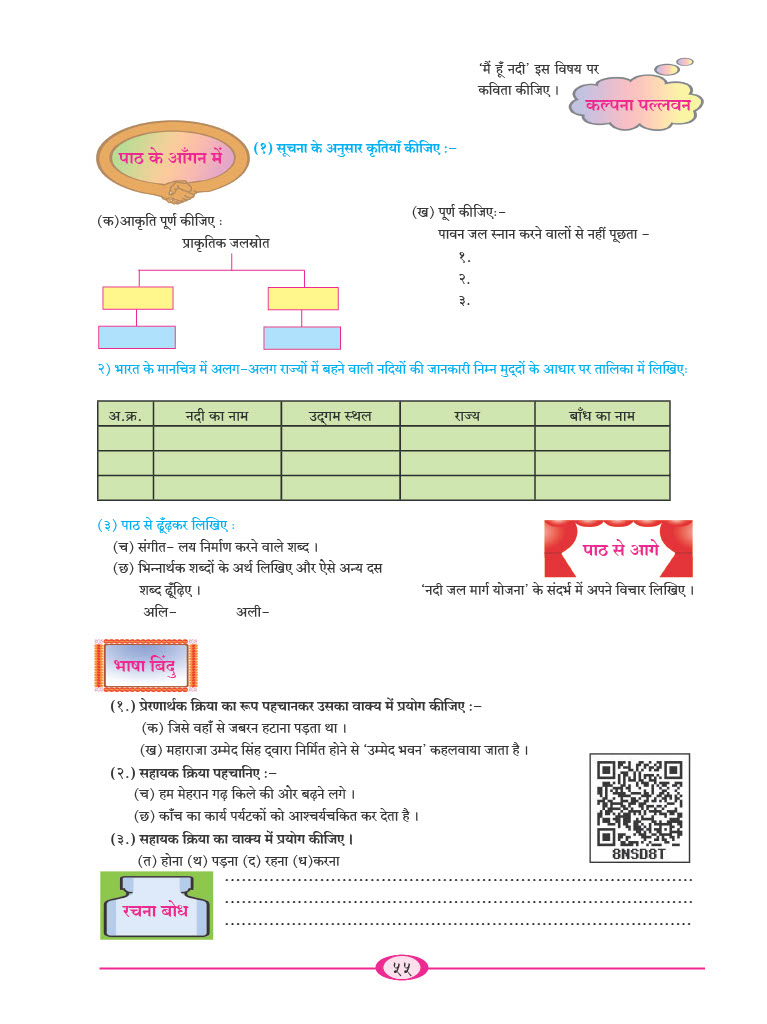 ‘मैं हूँ नदी’ इस विषय पर
कविता कीजिए ।
कल्पना पल्लवन
पाठ के आँगन में
(१) सूचना के अनुसार कृतियाँ कीजिए :–
(क)आकृति पूर्ण कीजिए :
प्राकृतिक जलस्रोत
(ख) पूर्ण कीजिए:–
पावन जल स्नान करने वालों से नहीं पूछता –
१.
२.
३.
२) भारत के मानचित्र में अलग-अलग राज्यों में बहने वाली नदियों की जानकारी निम्न मुद्दों के आधार पर तालिका में लिखिए:
अ.क्र. नदी का नाम उद्गम स्थल राज्य बाँध का नाम
(३) पाठ से ढूँढ़कर लिखिए :
(च) संगीत– लय निर्माण करने वाले शब्द ।
(छ) भिन्नार्थक शब्दों के अर्थ लिखिए और ऐसे अन्य दस
शब्द ढूँढ़िए ।
अलि– अली–
पाठ से आगे
‘नदी जल मार्ग योजना’ के संदर्भ में अपने विचार लिखिए ।
भाषा बिंदु
(१.) प्रेरणार्थक क्रिया का रूप पहचानकर उसका वाक्य में प्रयोग कीजिए :–
(क) जिसे वहाँ से जबरन हटाना पड़ता था ।
(ख) महाराजा उम्मेद सिंह द्वारा निर्मित होने से ‘उम्मेद भवन’ कहलवाया जाता है ।
(२.) सहायक क्रिया पहचानिए :–
(च) हम मेहरान गढ़ किले की ओर बढ़ने लगे ।
(छ) काँच का कार्य पर्यटकों को आश्चर्यचकित कर देता है ।
(३.) सहायक क्रिया का वाक्य में प्रयोग कीजिए ।
(त) होना (थ) पड़ना (द) रहना (ध)करना
8NSD8T
रचना बोध
५५